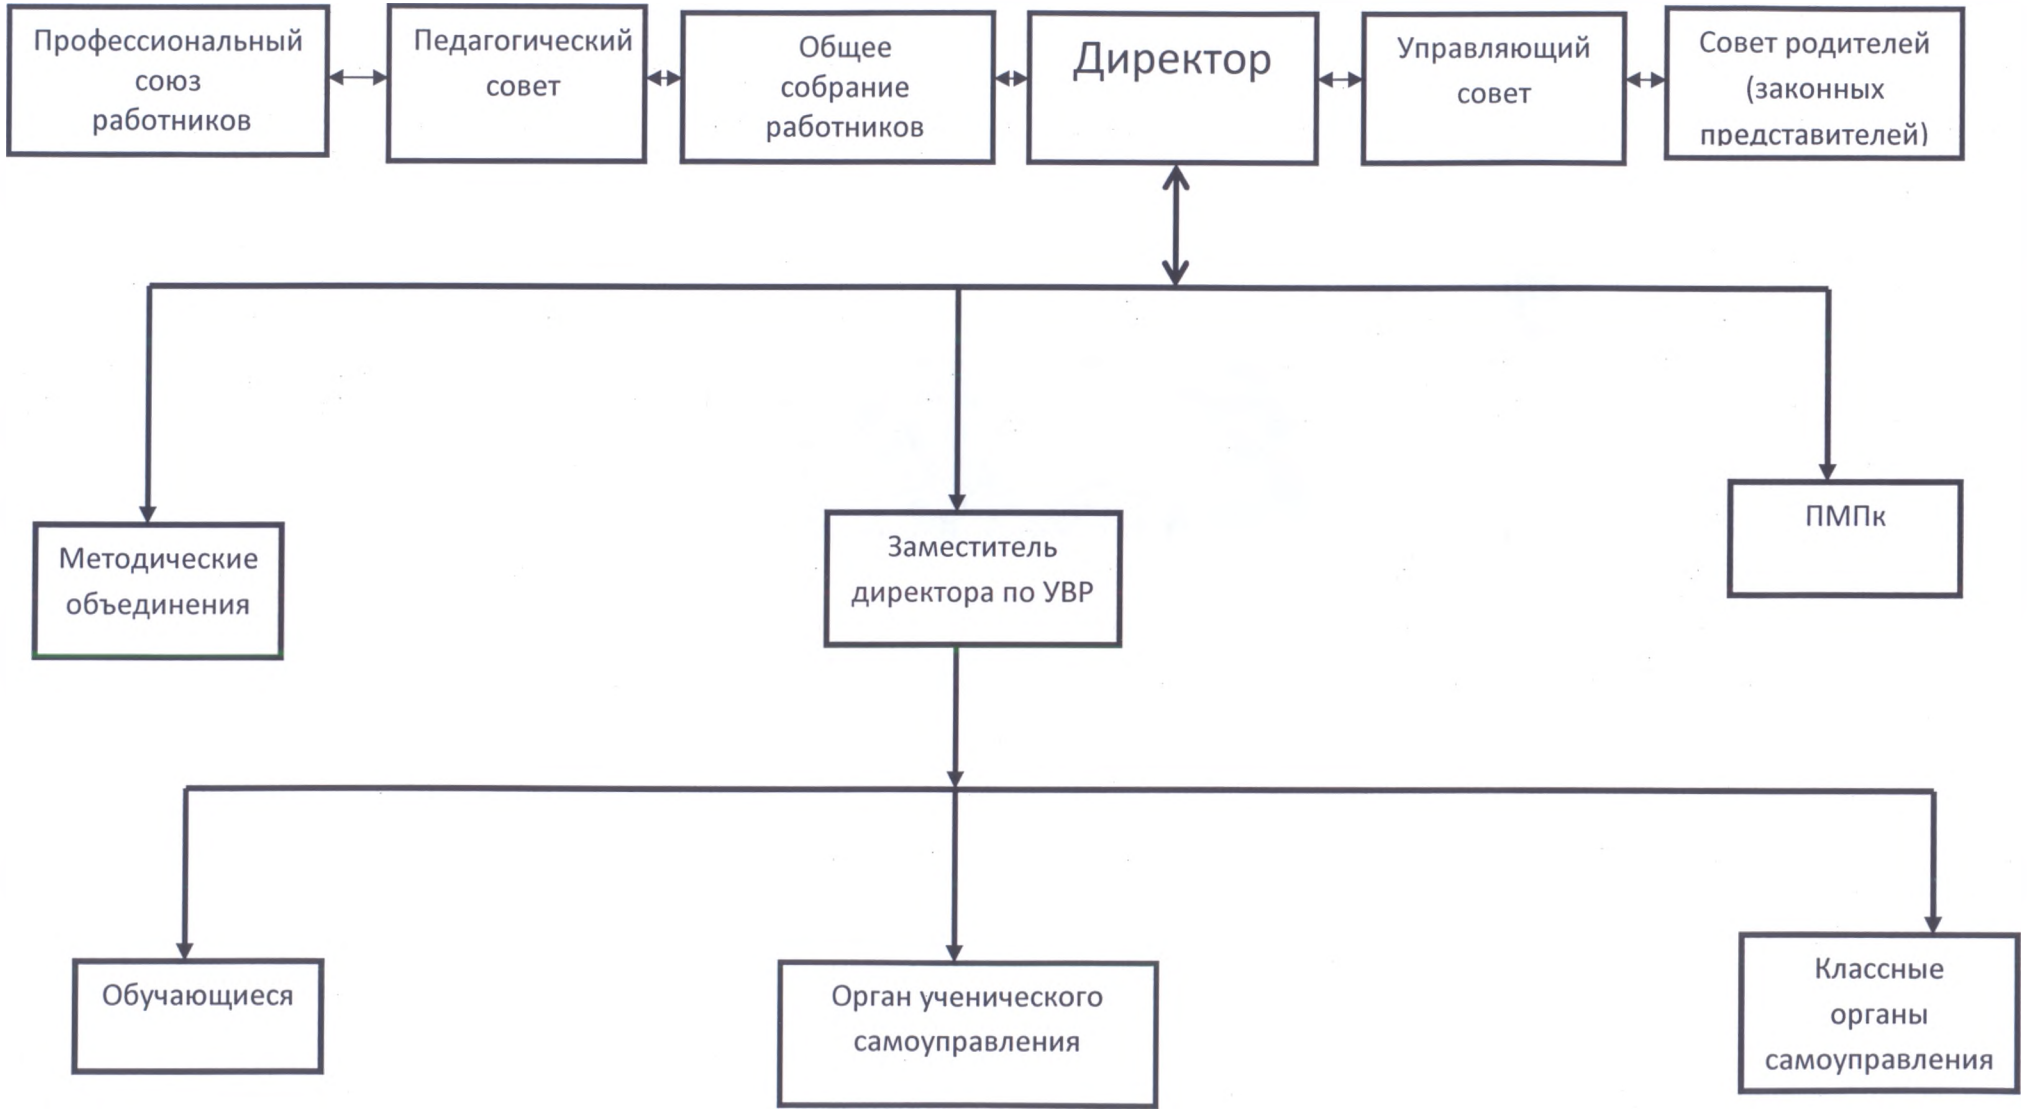 Профессиональный
союз
работников
Педагогический
совет
Общее
собрание
работников
Директор
Управляющий
совет
Совет родителей
(законных
представителей)
Методические
объединения
Заместитель
директора по УВР
ПМПк
Обучающиеся
Орган ученического
самоуправления
Классные
органы
самоуправления